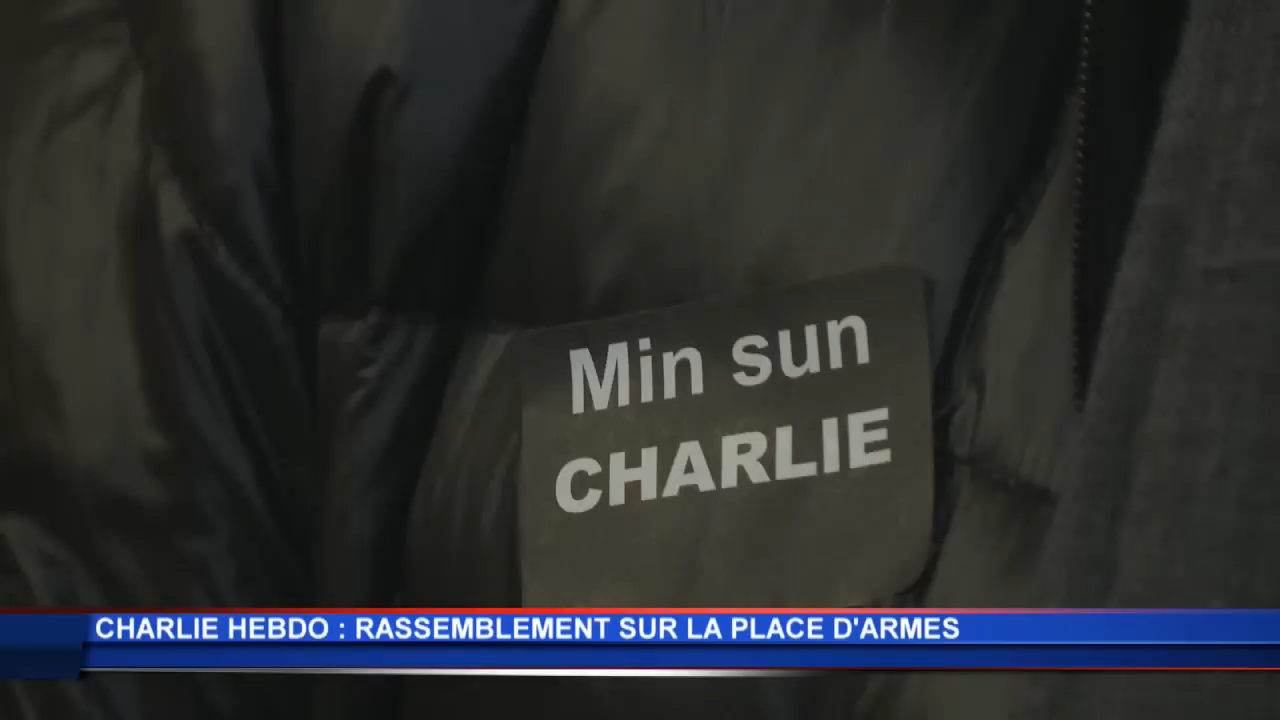 Min sun
CHARLIE
CHARLIE HEBDO : RASSEMBLEMENT SUR LA PLACE D'ARMES